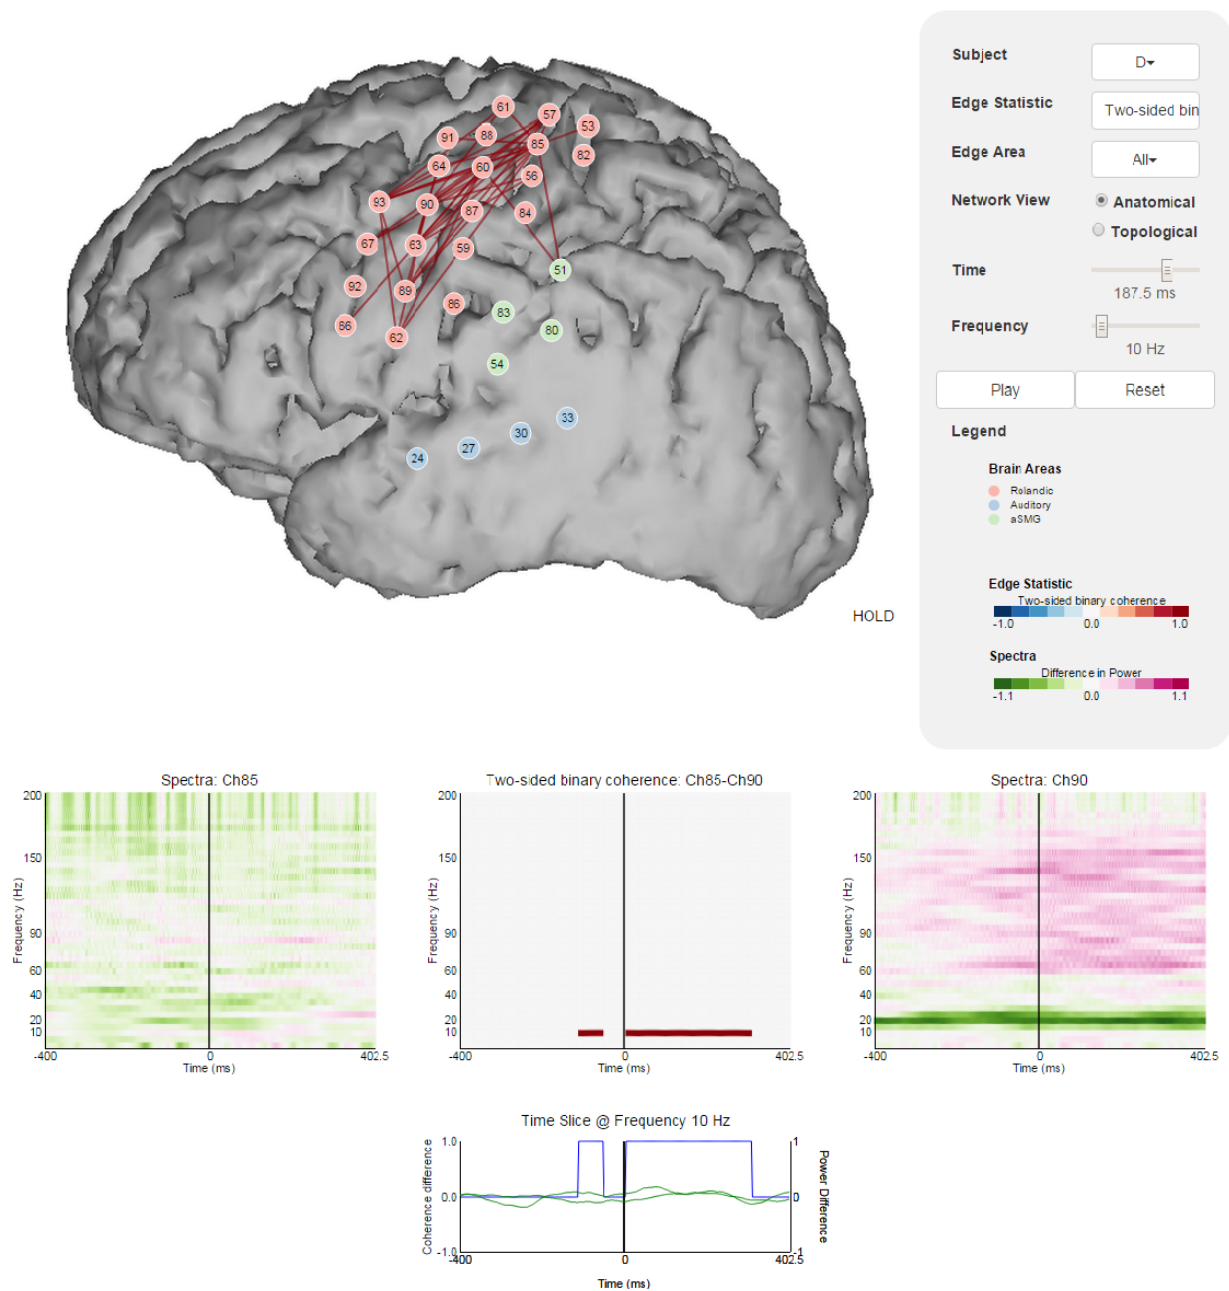 Subject
D
Edge Statistic
Two-sided bin
Edge Area
All
Network View
Anatomical
Topological
Time
187.5 ms
Frequency
10 Hz
Play
Reset
Legend
Brain Areas
Rolandic
Auditory
aSMG
Edge Statistic
Two-sided binary coherence
-1.0 0.0 1.0
Spectra
Difference in Power
-1.1 0.0 1.1
61
57
53
91
88
85
82
64
60
56
93
90
87
84
67
63
59
51
92
89
86
83
66
62
80
54
33
30
27
24
HOLD
Spectra: Ch85
200
150
90
60
40
20
10
Frequency (Hz)
-400 0 402.5
Time (ms)
Two-sided binary coherence: Ch85-Ch90
200
150
90
60
40
20
10
Frequency (Hz)
-400 0 402.5
Time (ms)
Spectra: Ch90
200
150
90
60
40
20
10
Frequency (Hz)
-400 0 402.5
Time (ms)
Time Slice @ Frequency 10 Hz
1.0
0.0
-1.0
Coherence difference
1
0
-1
Power Difference
-400 0 402.5
Time (ms)